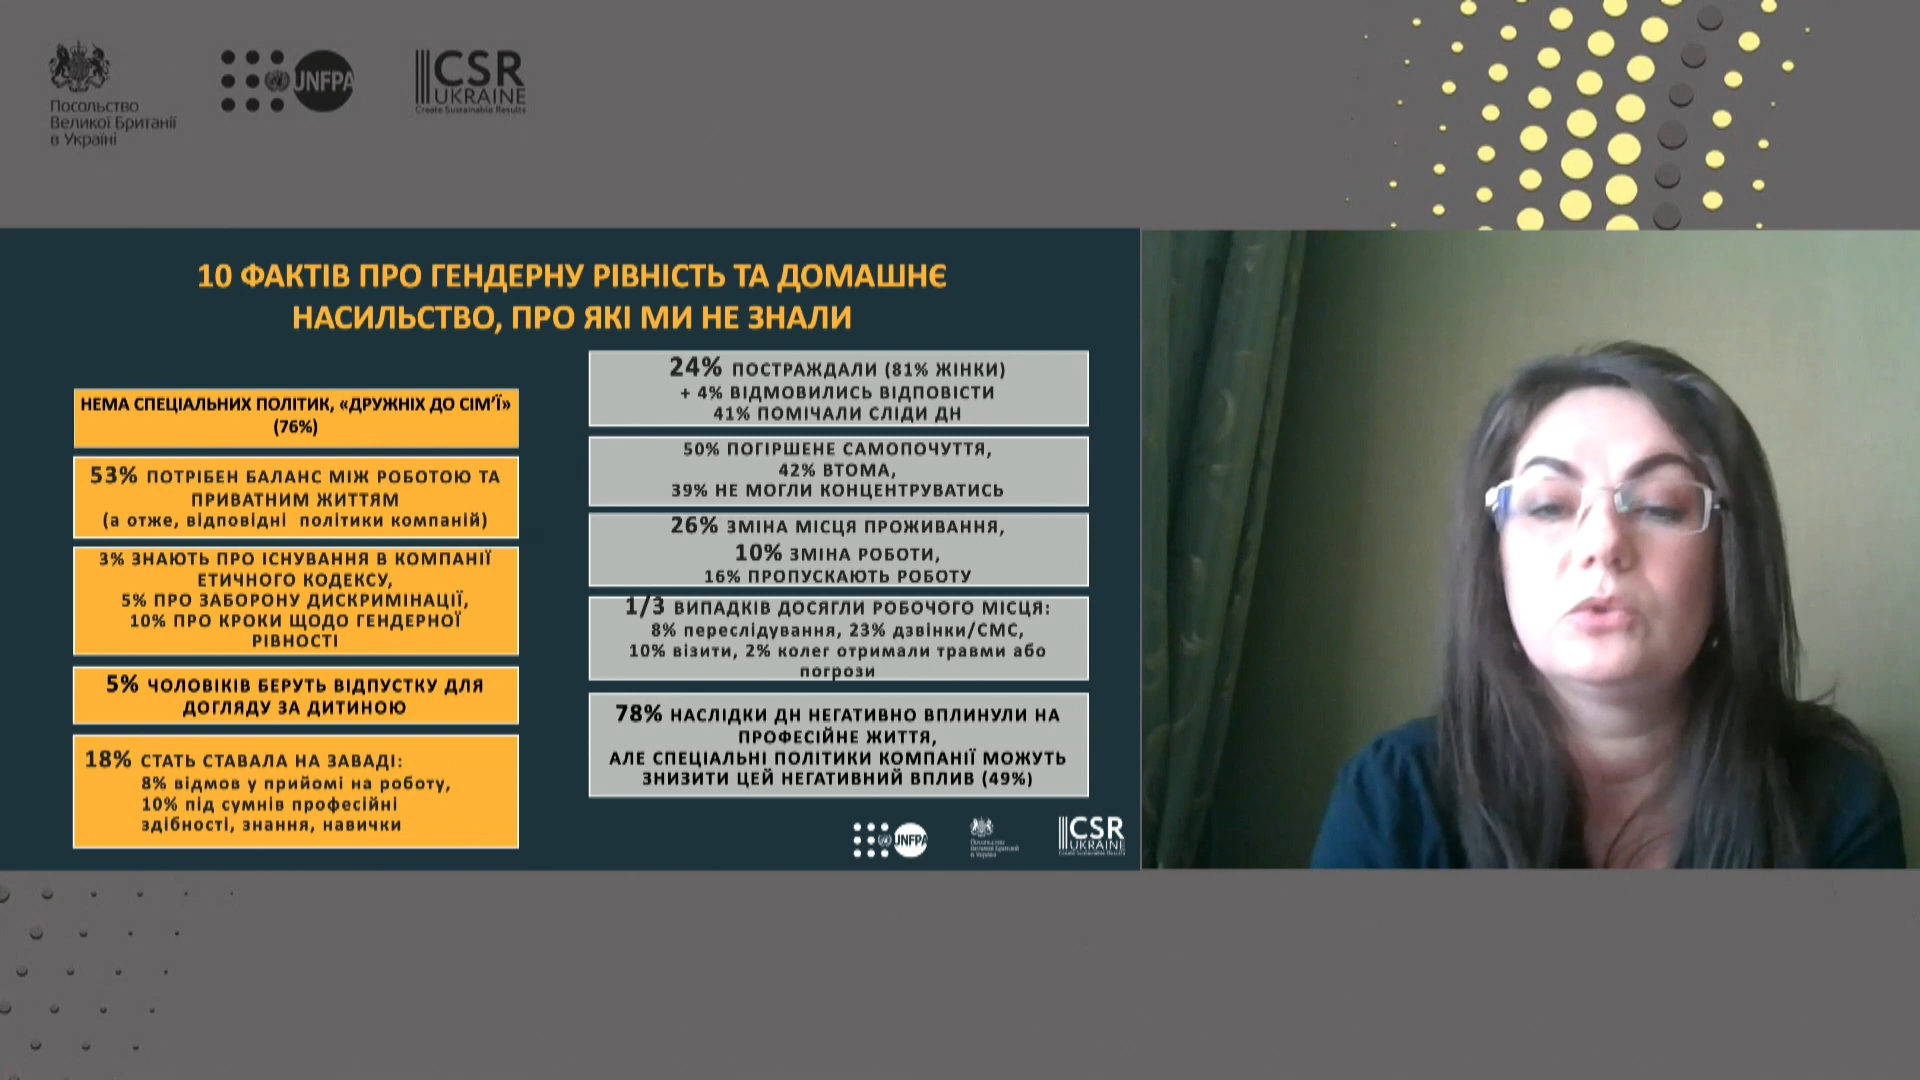 Посольство
Великої Британії
в Україні
UNFPA
CSR
UKRAINE
Create Sustainable Results
10 ФАКТІВ ПРО ГЕНДЕРНУ РІВНІСТЬ ТА ДОМАШНЄ
НАСИЛЬСТВО, ПРО ЯКІ МИ НЕ ЗНАЛИ
НЕМА СПЕЦІАЛЬНИХ ПОЛІТИК, «ДРУЖНІХ ДО СІМ’Ї»
(76%)
53% ПОТРІБЕН БАЛАНС МІЖ РОБОТОЮ ТА
ПРИВАТНИМ ЖИТТЯМ
(а отже, відповідні політики компаній)
3% ЗНАЮТЬ ПРО ІСНУВАННЯ В КОМПАНІЇ
ЕТИЧНОГО КОДЕКСУ,
5% ПРО ЗАБОРОНУ ДИСКРИМІНАЦІЇ,
10% ПРО КРОКИ ЩОДО ГЕНДЕРНОЇ
РІВНОСТІ
5% ЧОЛОВІКІВ БЕРУТЬ ВІДПУСТКУ ДЛЯ
ДОГЛЯДУ ЗА ДИТИНОЮ
18% СТАТЬ СТАВАЛА НА ЗАВАДІ:
8% відмов у прийомі на роботу,
10% під сумнів професійні
здібності, знання, навички
24% ПОСТРАЖДАЛИ (81% ЖІНКИ)
+ 4% ВІДМОВИЛИСЬ ВІДПОВІСТИ
41% ПОМІЧАЛИ СЛІДИ ДН
50% ПОГІРШЕНЕ САМОПОЧУТТЯ,
42% ВТОМА,
39% НЕ МОГЛИ КОНЦЕНТРУВАТИСЬ
26% ЗМІНА МІСЦЯ ПРОЖИВАННЯ,
10% ЗМІНА РОБОТИ,
16% ПРОПУСКАЮТЬ РОБОТУ
1/3 ВИПАДКІВ ДОСЯГЛИ РОБОЧОГО МІСЦЯ:
8% переслідування, 23% дзвінки/СМС,
10% візити, 2% колег отримали травми або
погрози
78% НАСЛІДКИ ДН НЕГАТИВНО ВПЛИНУЛИ НА
ПРОФЕСІЙНЕ ЖИТТЯ,
АЛЕ СПЕЦІАЛЬНІ ПОЛІТИКИ КОМПАНІЇ МОЖУТЬ
ЗНИЗИТИ ЦЕЙ НЕГАТИВНИЙ ВПЛИВ (49%)
UNFPA
Посольство
Великої Британії
в Україні
CSR
UKRAINE
Create Sustainable Results